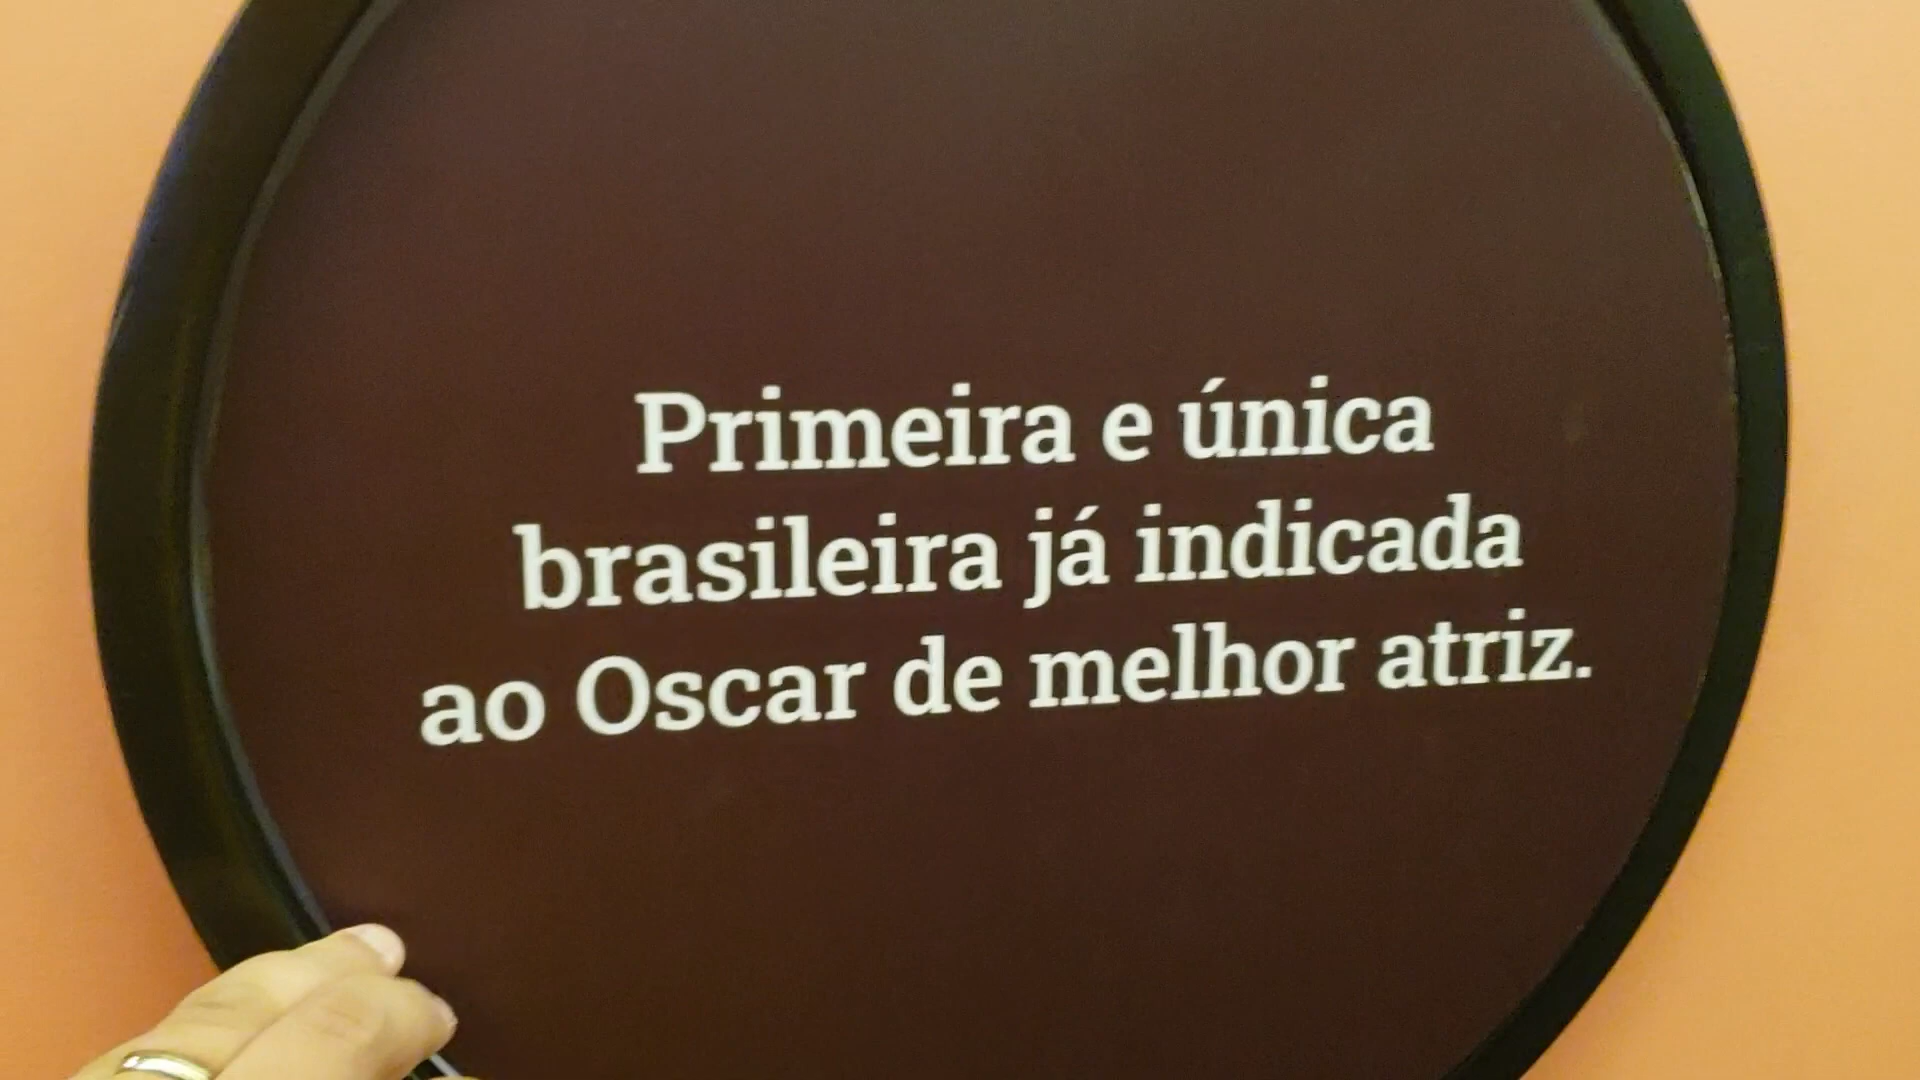 Primeira e única
brasileira já indicada
ao Oscar de melhor atriz.